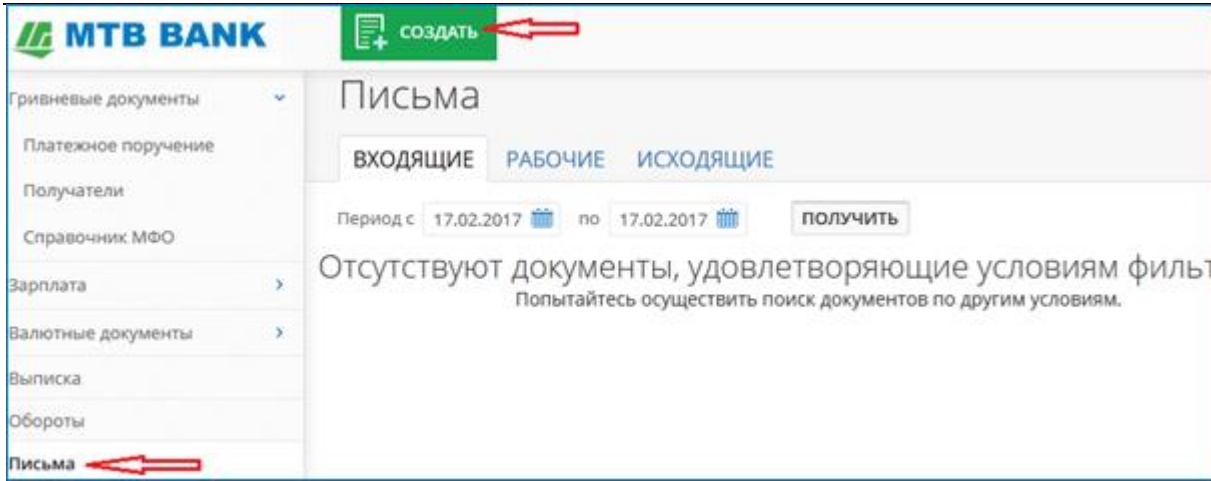 MTB BANK
СОЗДАТЬ
Гривневые документы
Платежное поручение
Получатели
Справочник МФО
Зарплата
Валютные документы
Выписка
Обороты
Письма
Письма
ВХОДЯЩИЕ РАБОЧИЕ ИСХОДЯЩИЕ
Период с 17.02.2017 по 17.02.2017 ПОЛУЧИТЬ
Отсутствуют документы, удовлетворяющие условиям фильт
Попытайтесь осуществить поиск документов по другим условиям.